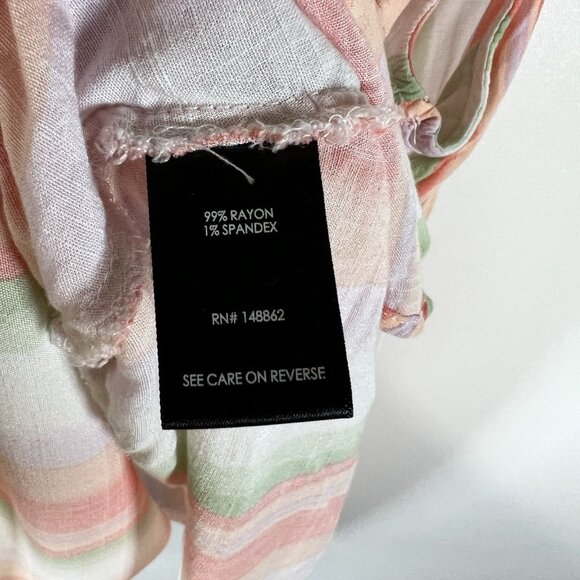 99% RAYON
1% SPANDEX
RN# 148862
SEE CARE ON REVERSE.